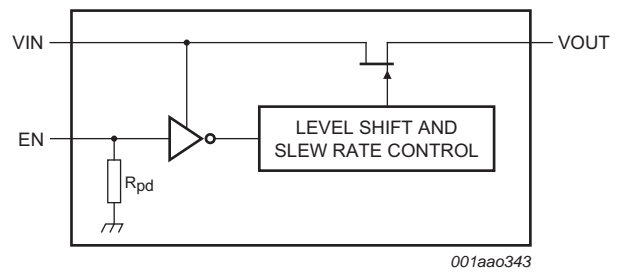 VIN
VOUT
EN
LEVEL SHIFT AND
SLEW RATE CONTROL
Rpd
001aao343